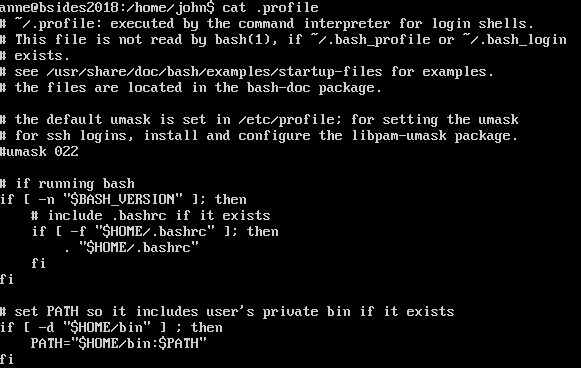 anne@bsides2018:/home/john$ cat .profile
# ~/.profile: executed by the command interpreter for login shells.
# This file is not read by bash(1), if ~/.bash_profile or ~/.bash_login
# exists.
# see /usr/share/doc/bash/examples/startup-files for examples.
# the files are located in the bash-doc package.

# the default umask is set in /etc/profile; for setting the umask
# for ssh logins, install and configure the libpam-umask package.
#umask 022

# if running bash
if [ -n "$BASH_VERSION" ]; then
    # include .bashrc if it exists
    if [ -f "$HOME/.bashrc" ]; then
        . "$HOME/.bashrc"
    fi
fi

# set PATH so it includes user's private bin if it exists
if [ -d "$HOME/bin" ] ; then
    PATH="$HOME/bin:$PATH"
fi